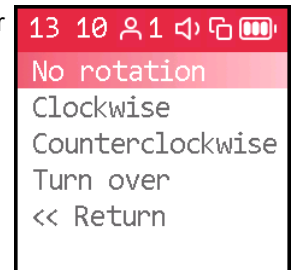 r
13 10 1
No rotation
Clockwise
Counterclockwise
Turn over
<< Return